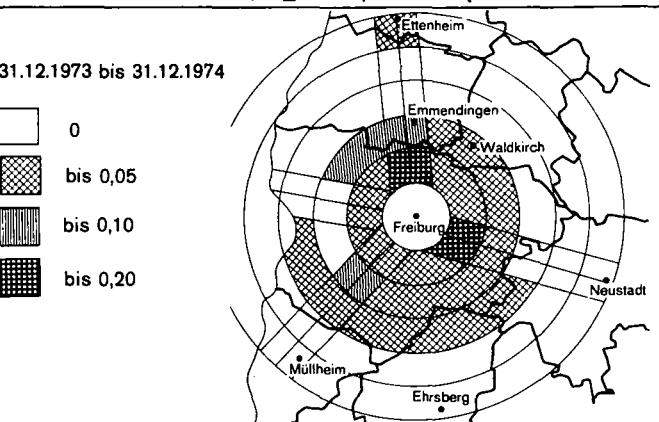 31.12.1973 bis 31.12.1974
0
bis 0,05
bis 0,10
bis 0,20
Ettenheim
Emmendingen
Waldkirch
Freiburg
Neustadt
Müllheim
Ehrsberg